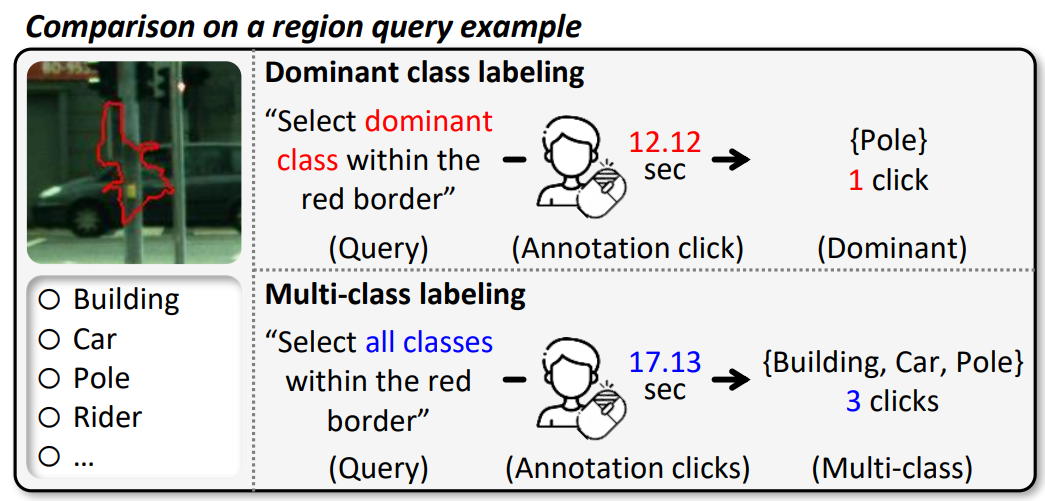 Comparison on a region query example
Dominant class labeling
“Select dominant
class within the
red border”
12.12
sec
{Pole}
1 click
(Query)
(Annotation click)
(Dominant)
Building
Car
Pole
Rider
...
Multi-class labeling
“Select all classes
within the red
border”
17.13
sec
{Building, Car, Pole}
3 clicks
(Query)
(Annotation clicks)
(Multi-class)